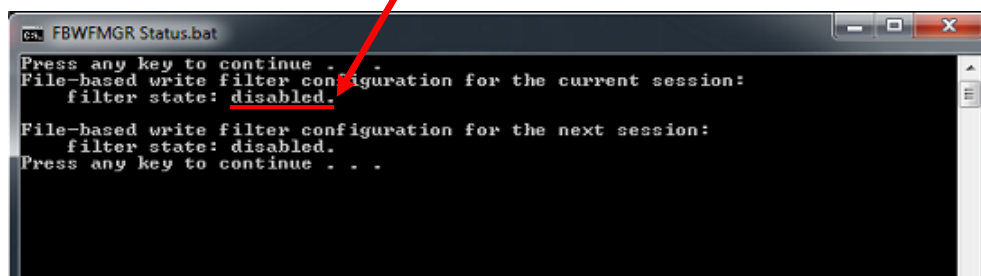 FBWFMGR Status.bat
Press any key to continue . . .
File-based write filter configuration for the current session:
    filter state: disabled.
File-based write filter configuration for the next session:
    filter state: disabled.
Press any key to continue . . .